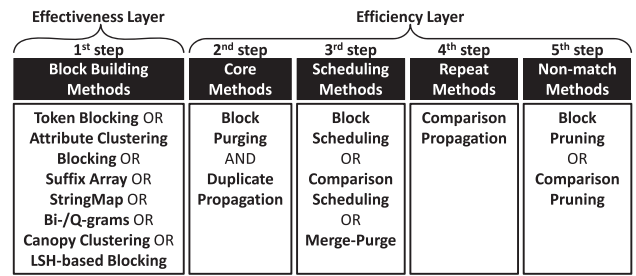 Effectiveness Layer
Efficiency Layer
1st step
2nd step
3rd step
4th step
5th step
Block Building
Methods
Core
Methods
Scheduling
Methods
Repeat
Methods
Non-match
Methods
Token Blocking OR
Attribute Clustering
Blocking OR
Suffix Array OR
StringMap OR
Bi-/Q-grams OR
Canopy Clustering OR
LSH-based Blocking
Block
Purging
AND
Duplicate
Propagation
Block
Scheduling
OR
Comparison
Scheduling
OR
Merge-Purge
Comparison
Propagation
Block
Pruning
OR
Comparison
Pruning